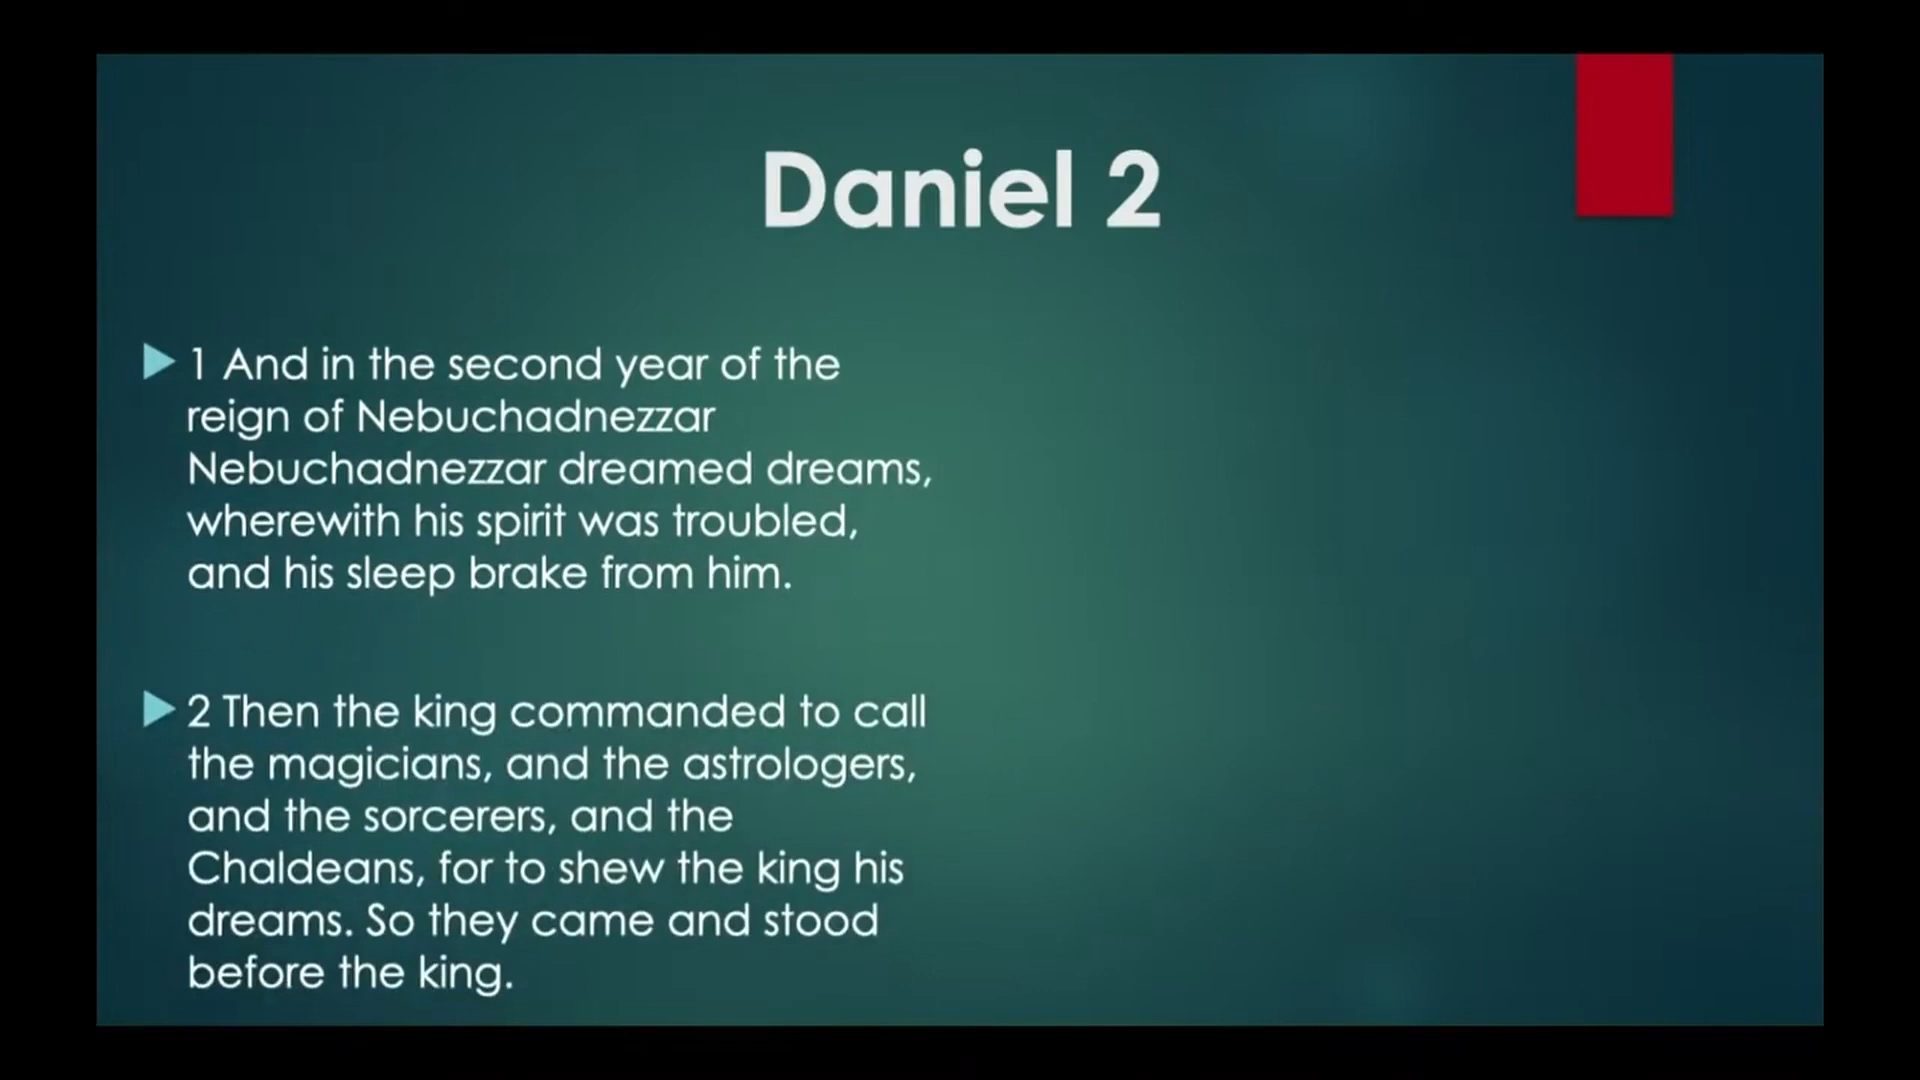 Daniel 2
1 And in the second year of the
reign of Nebuchadnezzar
Nebuchadnezzar dreamed dreams,
wherewith his spirit was troubled,
and his sleep brake from him.
2 Then the king commanded to call
the magicians, and the astrologers,
and the sorcerers, and the
Chaldeans, for to shew the king his
dreams. So they came and stood
before the king.